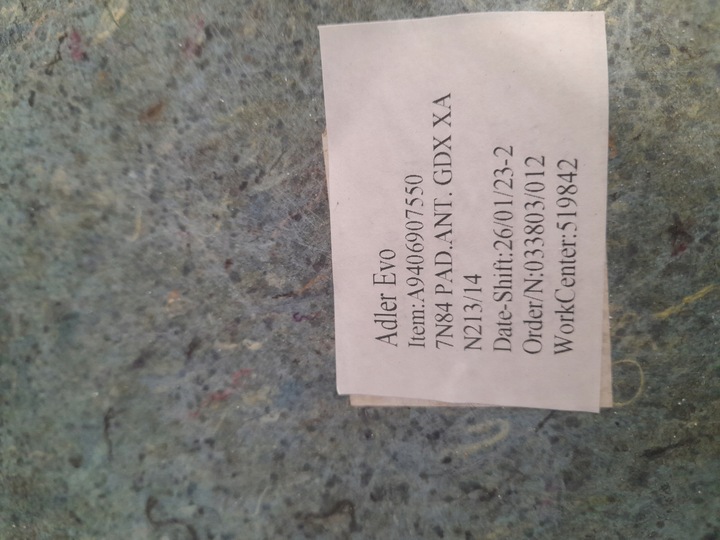 Adler Evo
Item:A9406907550
7N84 PAD.ANT. GDX XA
N213/14
Date-Shift:26/01/23-2
Order/N:033803/012
WorkCenter:519842